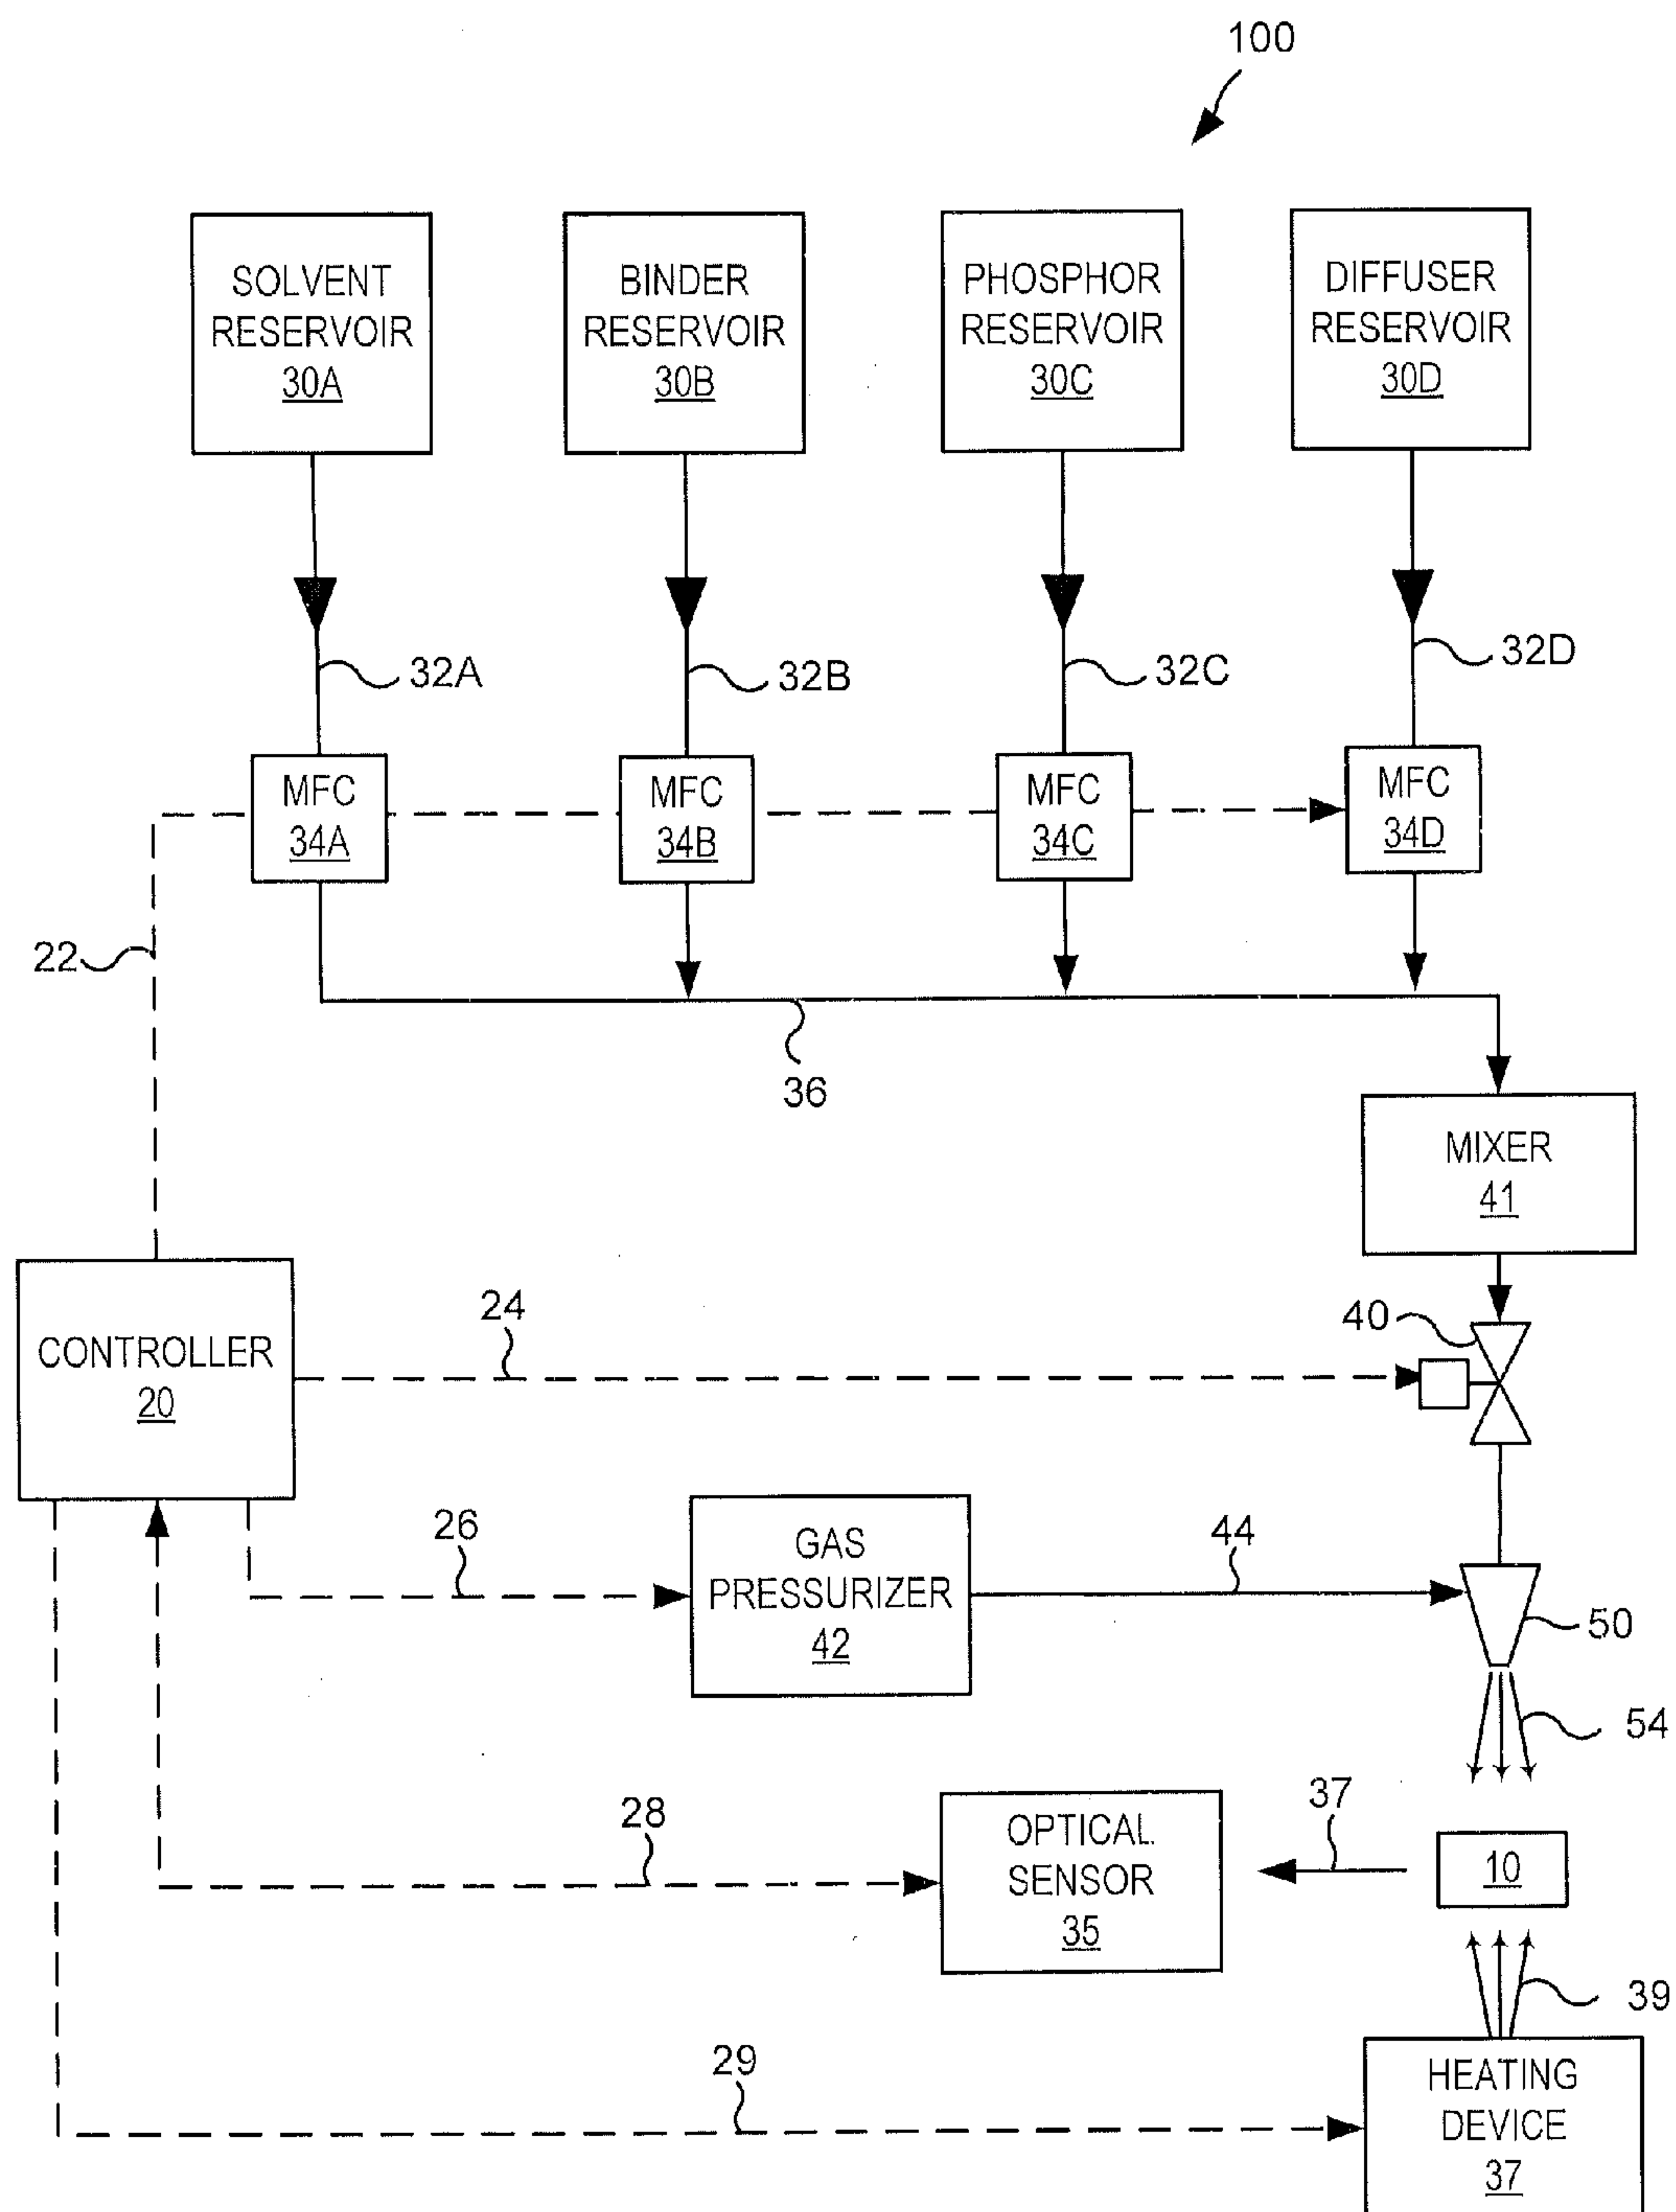 100
SOLVENT
RESERVOIR
30A
BINDER
RESERVOIR
30B
PHOSPHOR
RESERVOIR
30C
DIFFUSER
RESERVOIR
30D
32A
32B
32C
32D
MFC
34A
MFC
34B
MFC
34C
MFC
34D
22
36
MIXER
41
CONTROLLER
20
24
40
26
GAS
PRESSURIZER
42
44
50
54
28
OPTICAL
SENSOR
35
37
10
39
29
HEATING
DEVICE
37